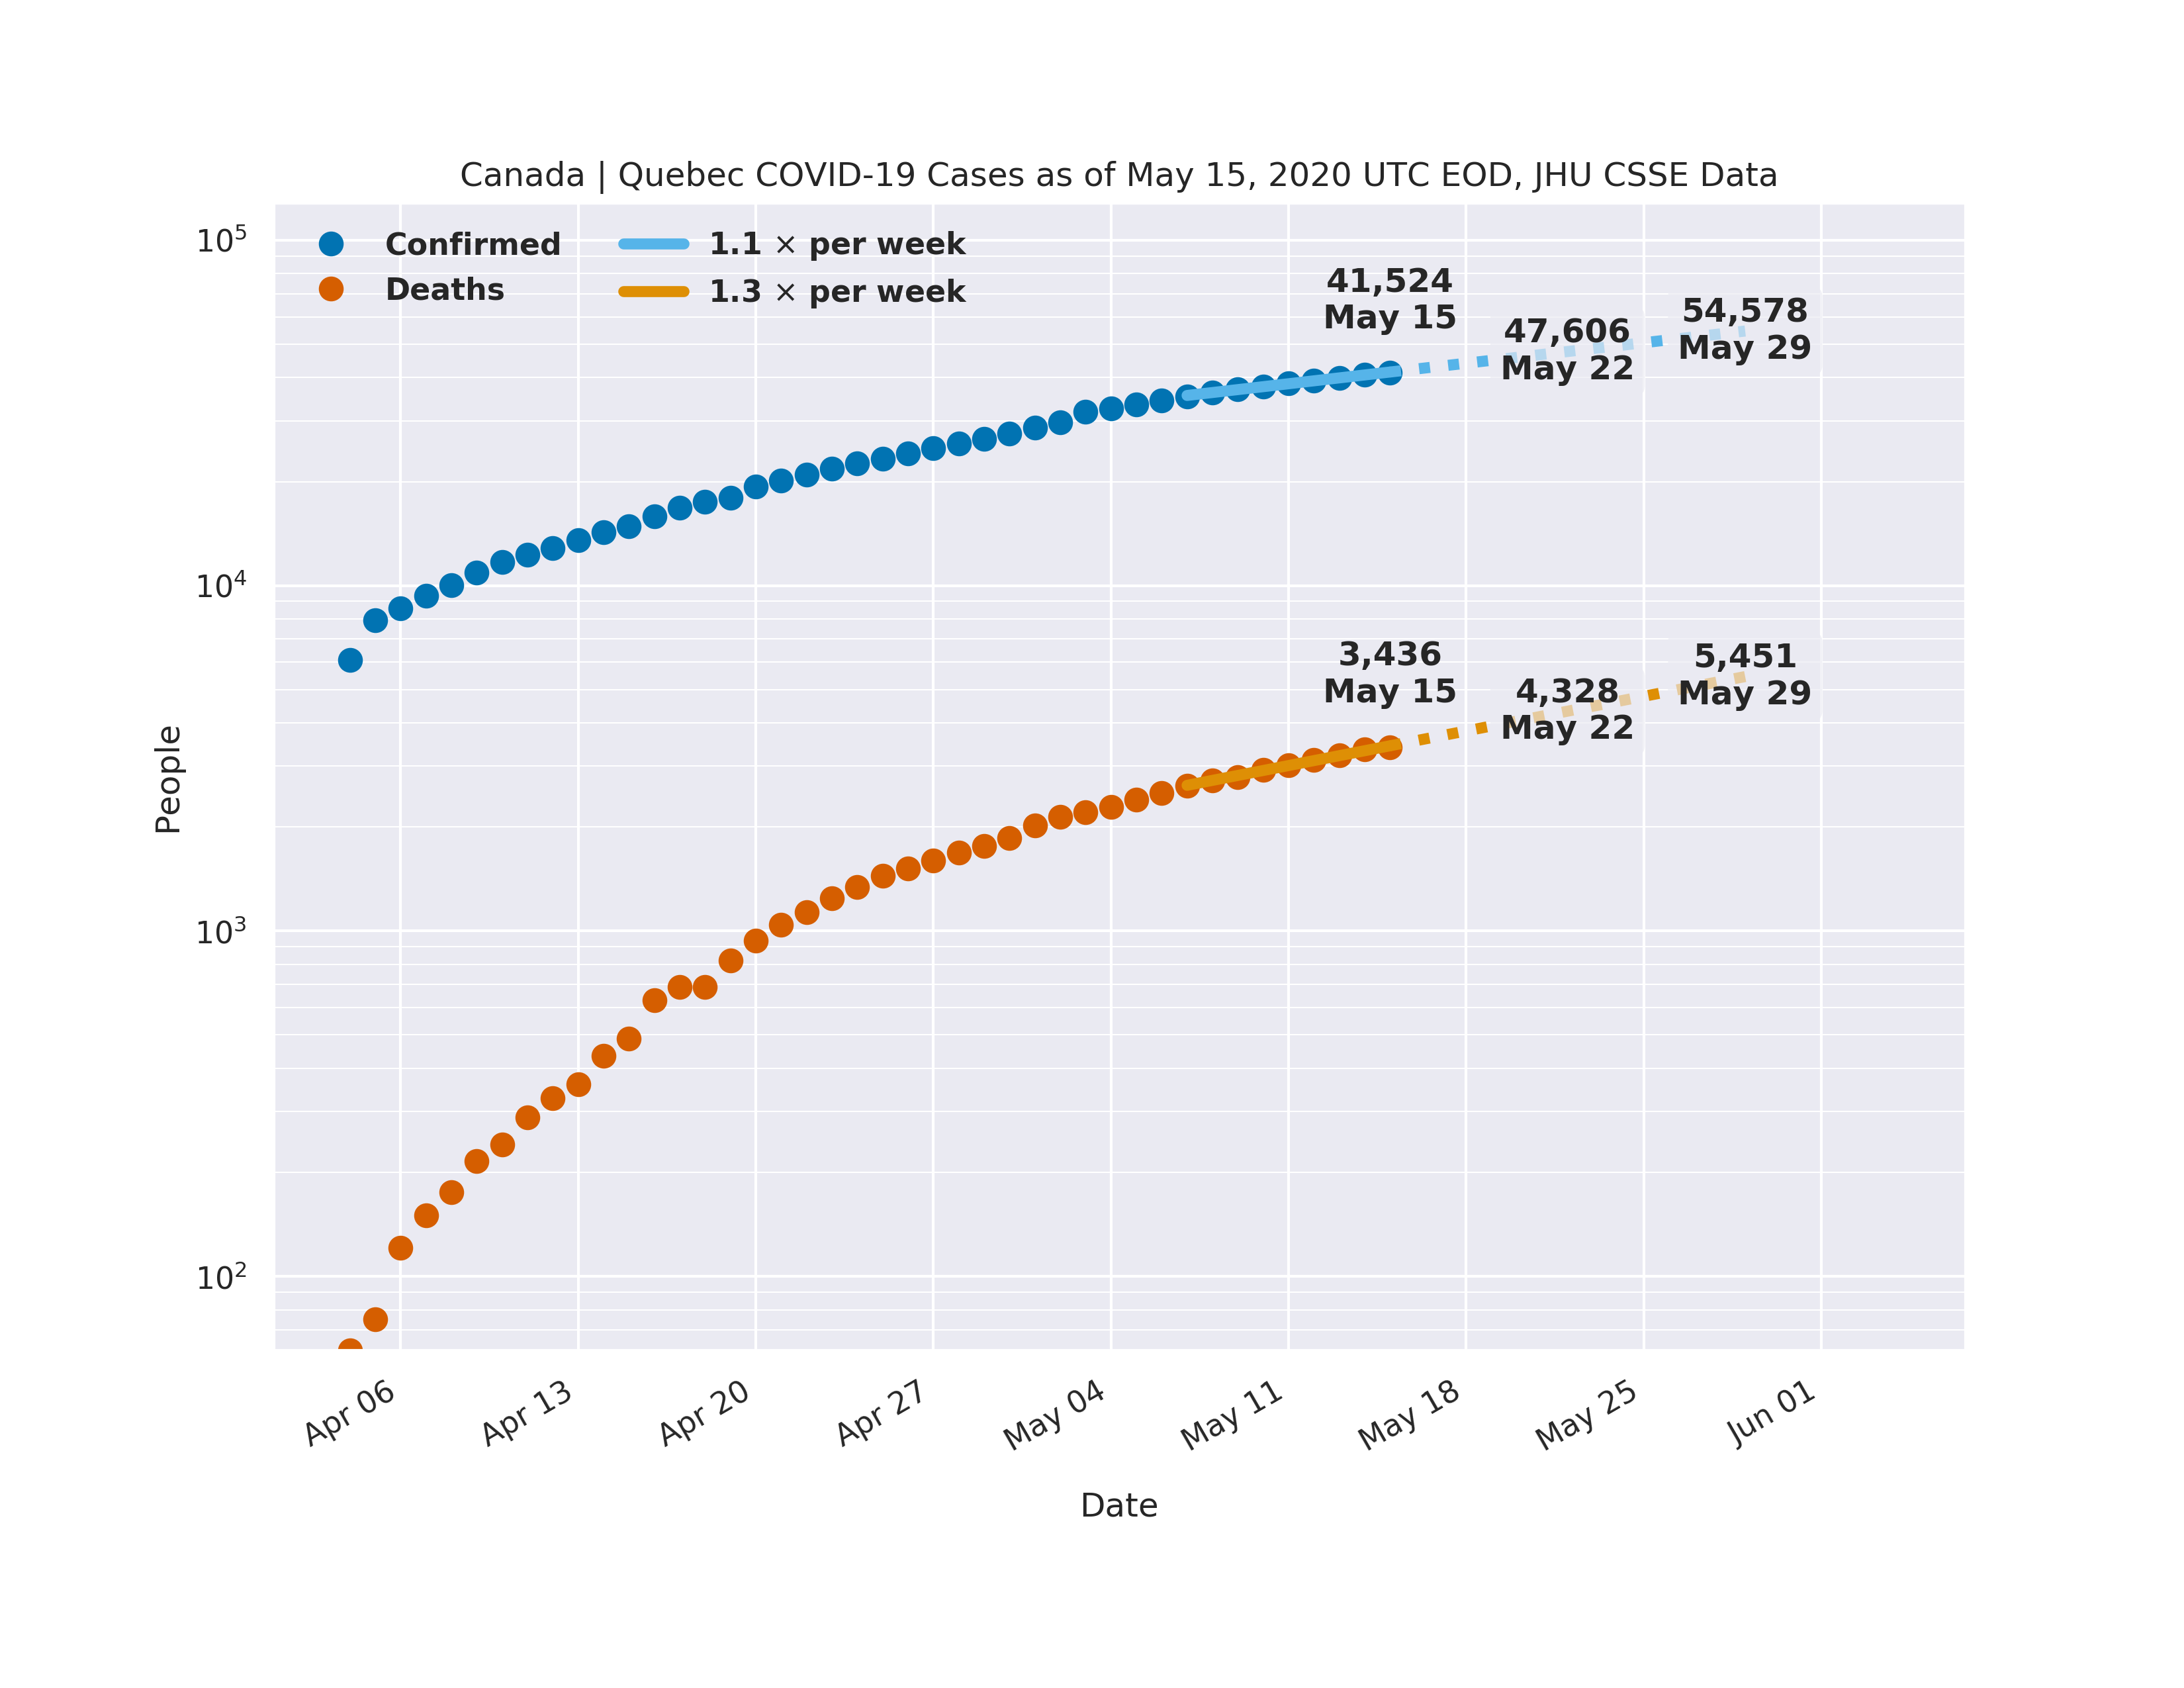 Canada | Quebec COVID-19 Cases as of May 15, 2020 UTC EOD, JHU CSSE Data
Confirmed
Deaths
1.1 × per week
1.3 × per week
41,524
May 15
47,606
May 22
54,578
May 29
3,436
May 15
4,328
May 22
5,451
May 29
People
10⁵
10⁴
10³
10²
Apr 06
Apr 13
Apr 20
Apr 27
May 04
May 11
May 18
May 25
Jun 01
Date